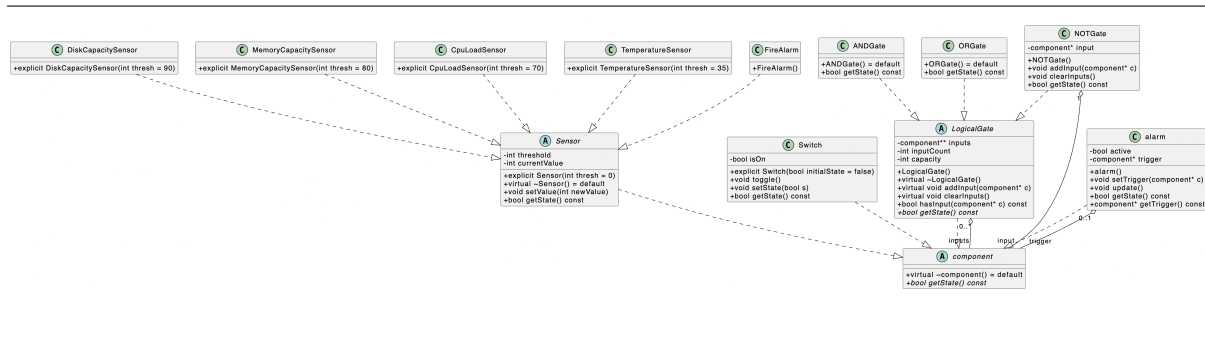 C DiskCapacitySensor
+explicit DiskCapacitySensor(int thresh = 90)
C MemoryCapacitySensor
+explicit MemoryCapacitySensor(int thresh = 80)
C CpuLoadSensor
+explicit CpuLoadSensor(int thresh = 70)
C TemperatureSensor
+explicit TemperatureSensor(int thresh = 35)
C FireAlarm
+FireAlarm()
C ANDGate
+ANDGate() = default
+bool getState() const
C ORGate
+ORGate() = default
+bool getState() const
C NOTGate
-component* input
+NOTGate()
+void addInput(component* c)
+void clearInputs()
+bool getState() const
1
A Sensor
-int threshold
-int currentValue
+explicit Sensor(int thresh = 0)
+virtual ~Sensor() = default
+void setValue(int newValue)
+bool getState() const
C Switch
-bool isOn
+explicit Switch(bool initialState = false)
+void toggle()
+void setState(bool s)
+bool getState() const
A LogicalGate
-component** inputs
-int inputCount
-int capacity
+LogicalGate()
+virtual ~LogicalGate()
+virtual void addInput(component* c)
+virtual void clearInputs()
+bool hasInput(component* c) const
+bool getState() const
C alarm
-bool active
-component* trigger
+alarm()
+void setTrigger(component* c)
+void update()
+bool getState() const
+component* getTrigger() const
0..*
0..1
inputs
input
trigger
A component
+virtual ~component() = default
+bool getState() const